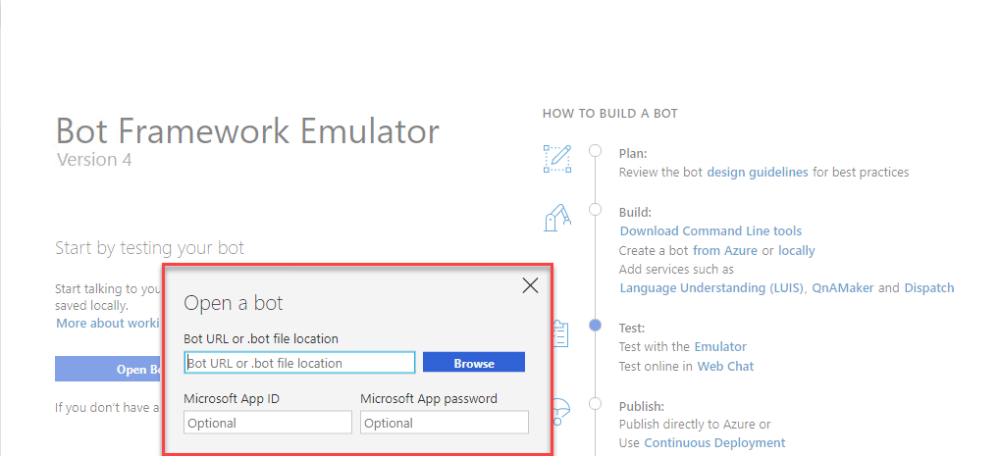 Bot Framework Emulator
Version 4
Start by testing your bot
Start talking to you
saved locally.
More about worki
Open B
If you don't have a
Open a bot
Bot URL or .bot file location
Bot URL or .bot file location
Browse
Microsoft App ID
Microsoft App password
Optional
Optional
HOW TO BUILD A BOT
Plan:
Review the bot design guidelines for best practices
Build:
Download Command Line tools
Create a bot from Azure or locally
Add services such as
Language Understanding (LUIS), QnAMaker and Dispatch
Test:
Test with the Emulator
Test online in Web Chat
Publish:
Publish directly to Azure or
Use Continuous Deployment